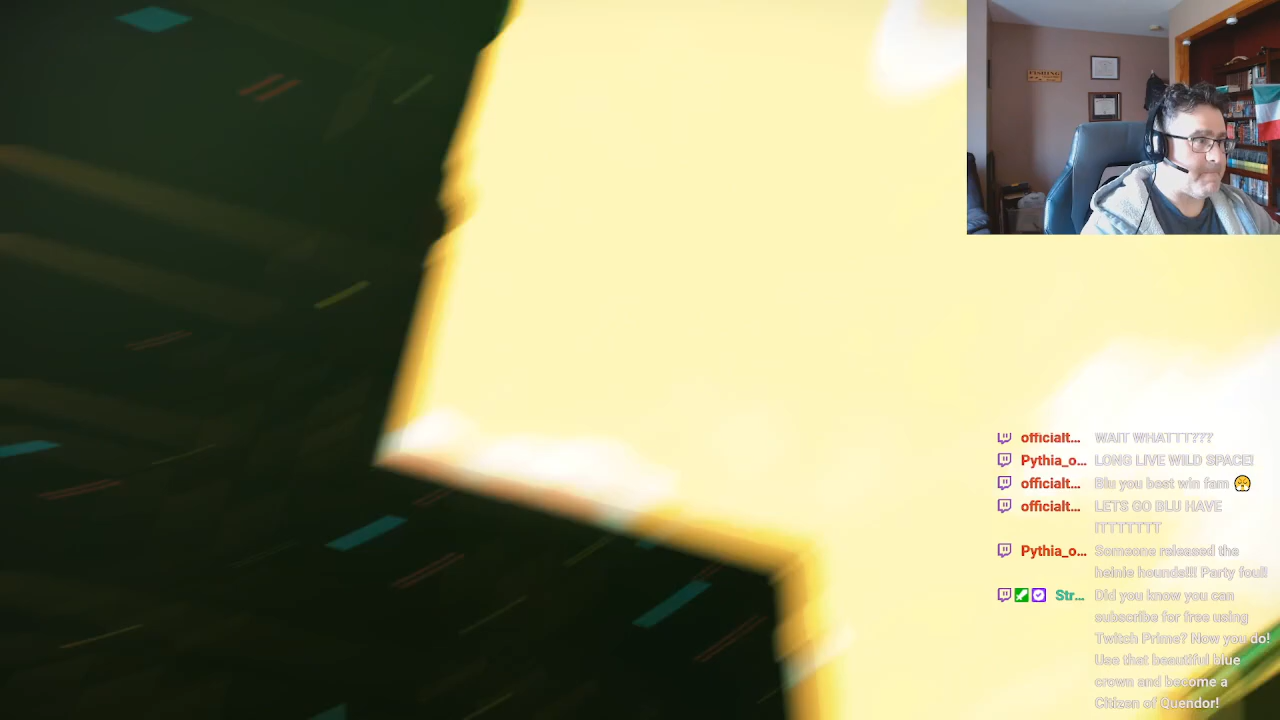 FISHING
officialt... WAIT WHATTT???
Pythia_o... LONG LIVE WILD SPACE!
officialt... Blu you best win fam
officialt... LETS GO BLU HAVE
ITTTTTTT
Pythia_o... Someone released the
heinie hounds!!! Party foul!
Str... Did you know you can
subscribe for free using
Twitch Prime? Now you do!
Use that beautiful blue
crown and become a
Citizen of Quendor!